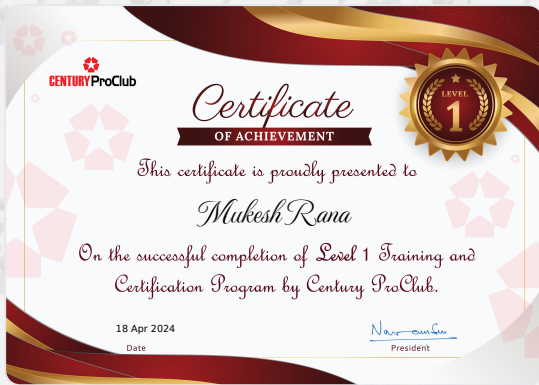 CENTURY ProClub
LEVEL
1
Certificate
OF ACHIEVEMENT
This certificate is proudly presented to
Mukesh Rana
On the successful completion of Level 1 Training and
Certification Program by Century ProClub.
18 Apr 2024
Date
President